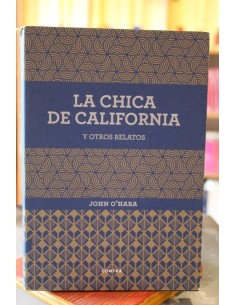 LA CHICA
DE CALIFORNIA
Y OTROS RELATOS
JOHN O'HARA
CONTRA